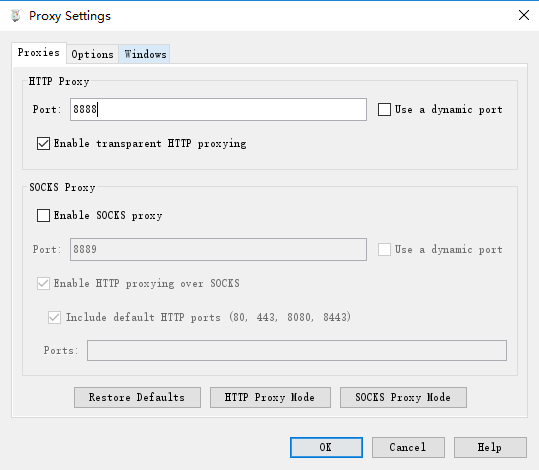 Proxy Settings
Proxies Options Windows
HTTP Proxy
Port: 8888 Use a dynamic port
Enable transparent HTTP proxying
SOCKS Proxy
Enable SOCKS proxy
Port: 8889 Use a dynamic port
Enable HTTP proxying over SOCKS
Include default HTTP ports (80, 443, 8080, 8443)
Ports:
Restore Defaults HTTP Proxy Mode SOCKS Proxy Mode
OK Cancel Help